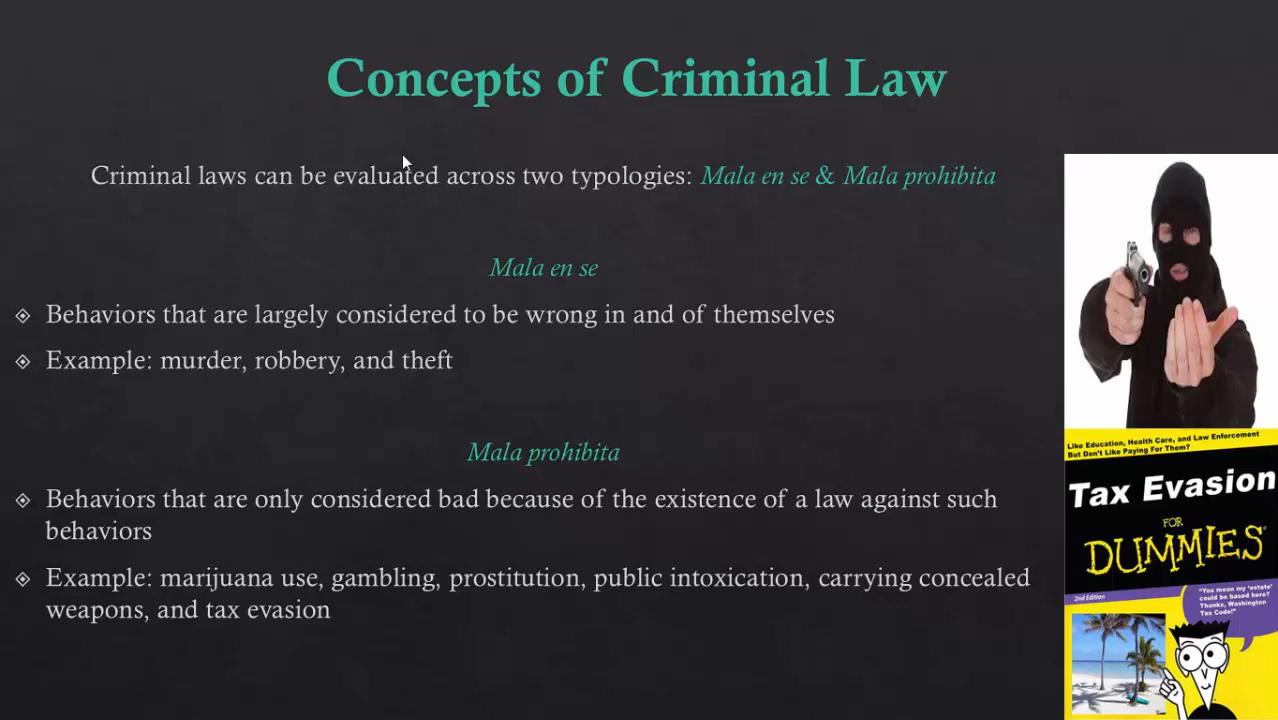 Concepts of Criminal Law
Criminal laws can be evaluated across two typologies: Mala en se & Mala prohibita
Mala en se
Behaviors that are largely considered to be wrong in and of themselves
Example: murder, robbery, and theft
Mala prohibita
Behaviors that are only considered bad because of the existence of a law against such
behaviors
Example: marijuana use, gambling, prostitution, public intoxication, carrying concealed
weapons, and tax evasion
Like Education, Health Care, and Law Enforcement
But Don't Like Paying For Them?
Tax Evasion
FOR
DUMMIES®
2nd Edition
"You mean my 'estate'
could be based here?
Thanks, Washington
Tax Code!"